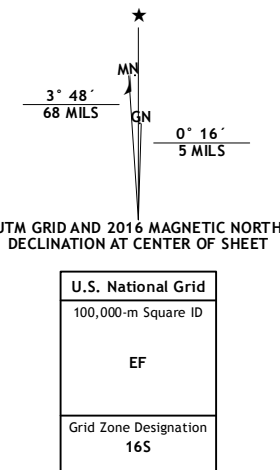 ★
MN
3° 48´
68 MILS
GN
0° 16´
5 MILS
UTM GRID AND 2016 MAGNETIC NORTH
DECLINATION AT CENTER OF SHEET
U.S. National Grid
100,000-m Square ID
EF
Grid Zone Designation
16S